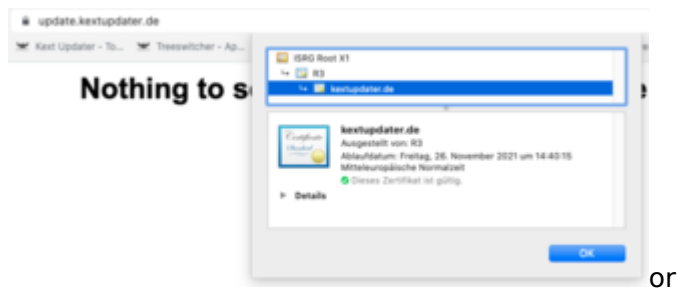 update.kextupdater.de
Kext Updater - To... Treeswitcher - Ap...
Nothing to s
ISRG Root X1
R3
kextupdater.de
kextupdater.de
Ausgestellt von: R3
Ablaufdatum: Freitag, 26. November 2021 um 14:40:15
Mitteleuropäische Normalzeit
Dieses Zertifikat ist gültig.
Details
OK
or